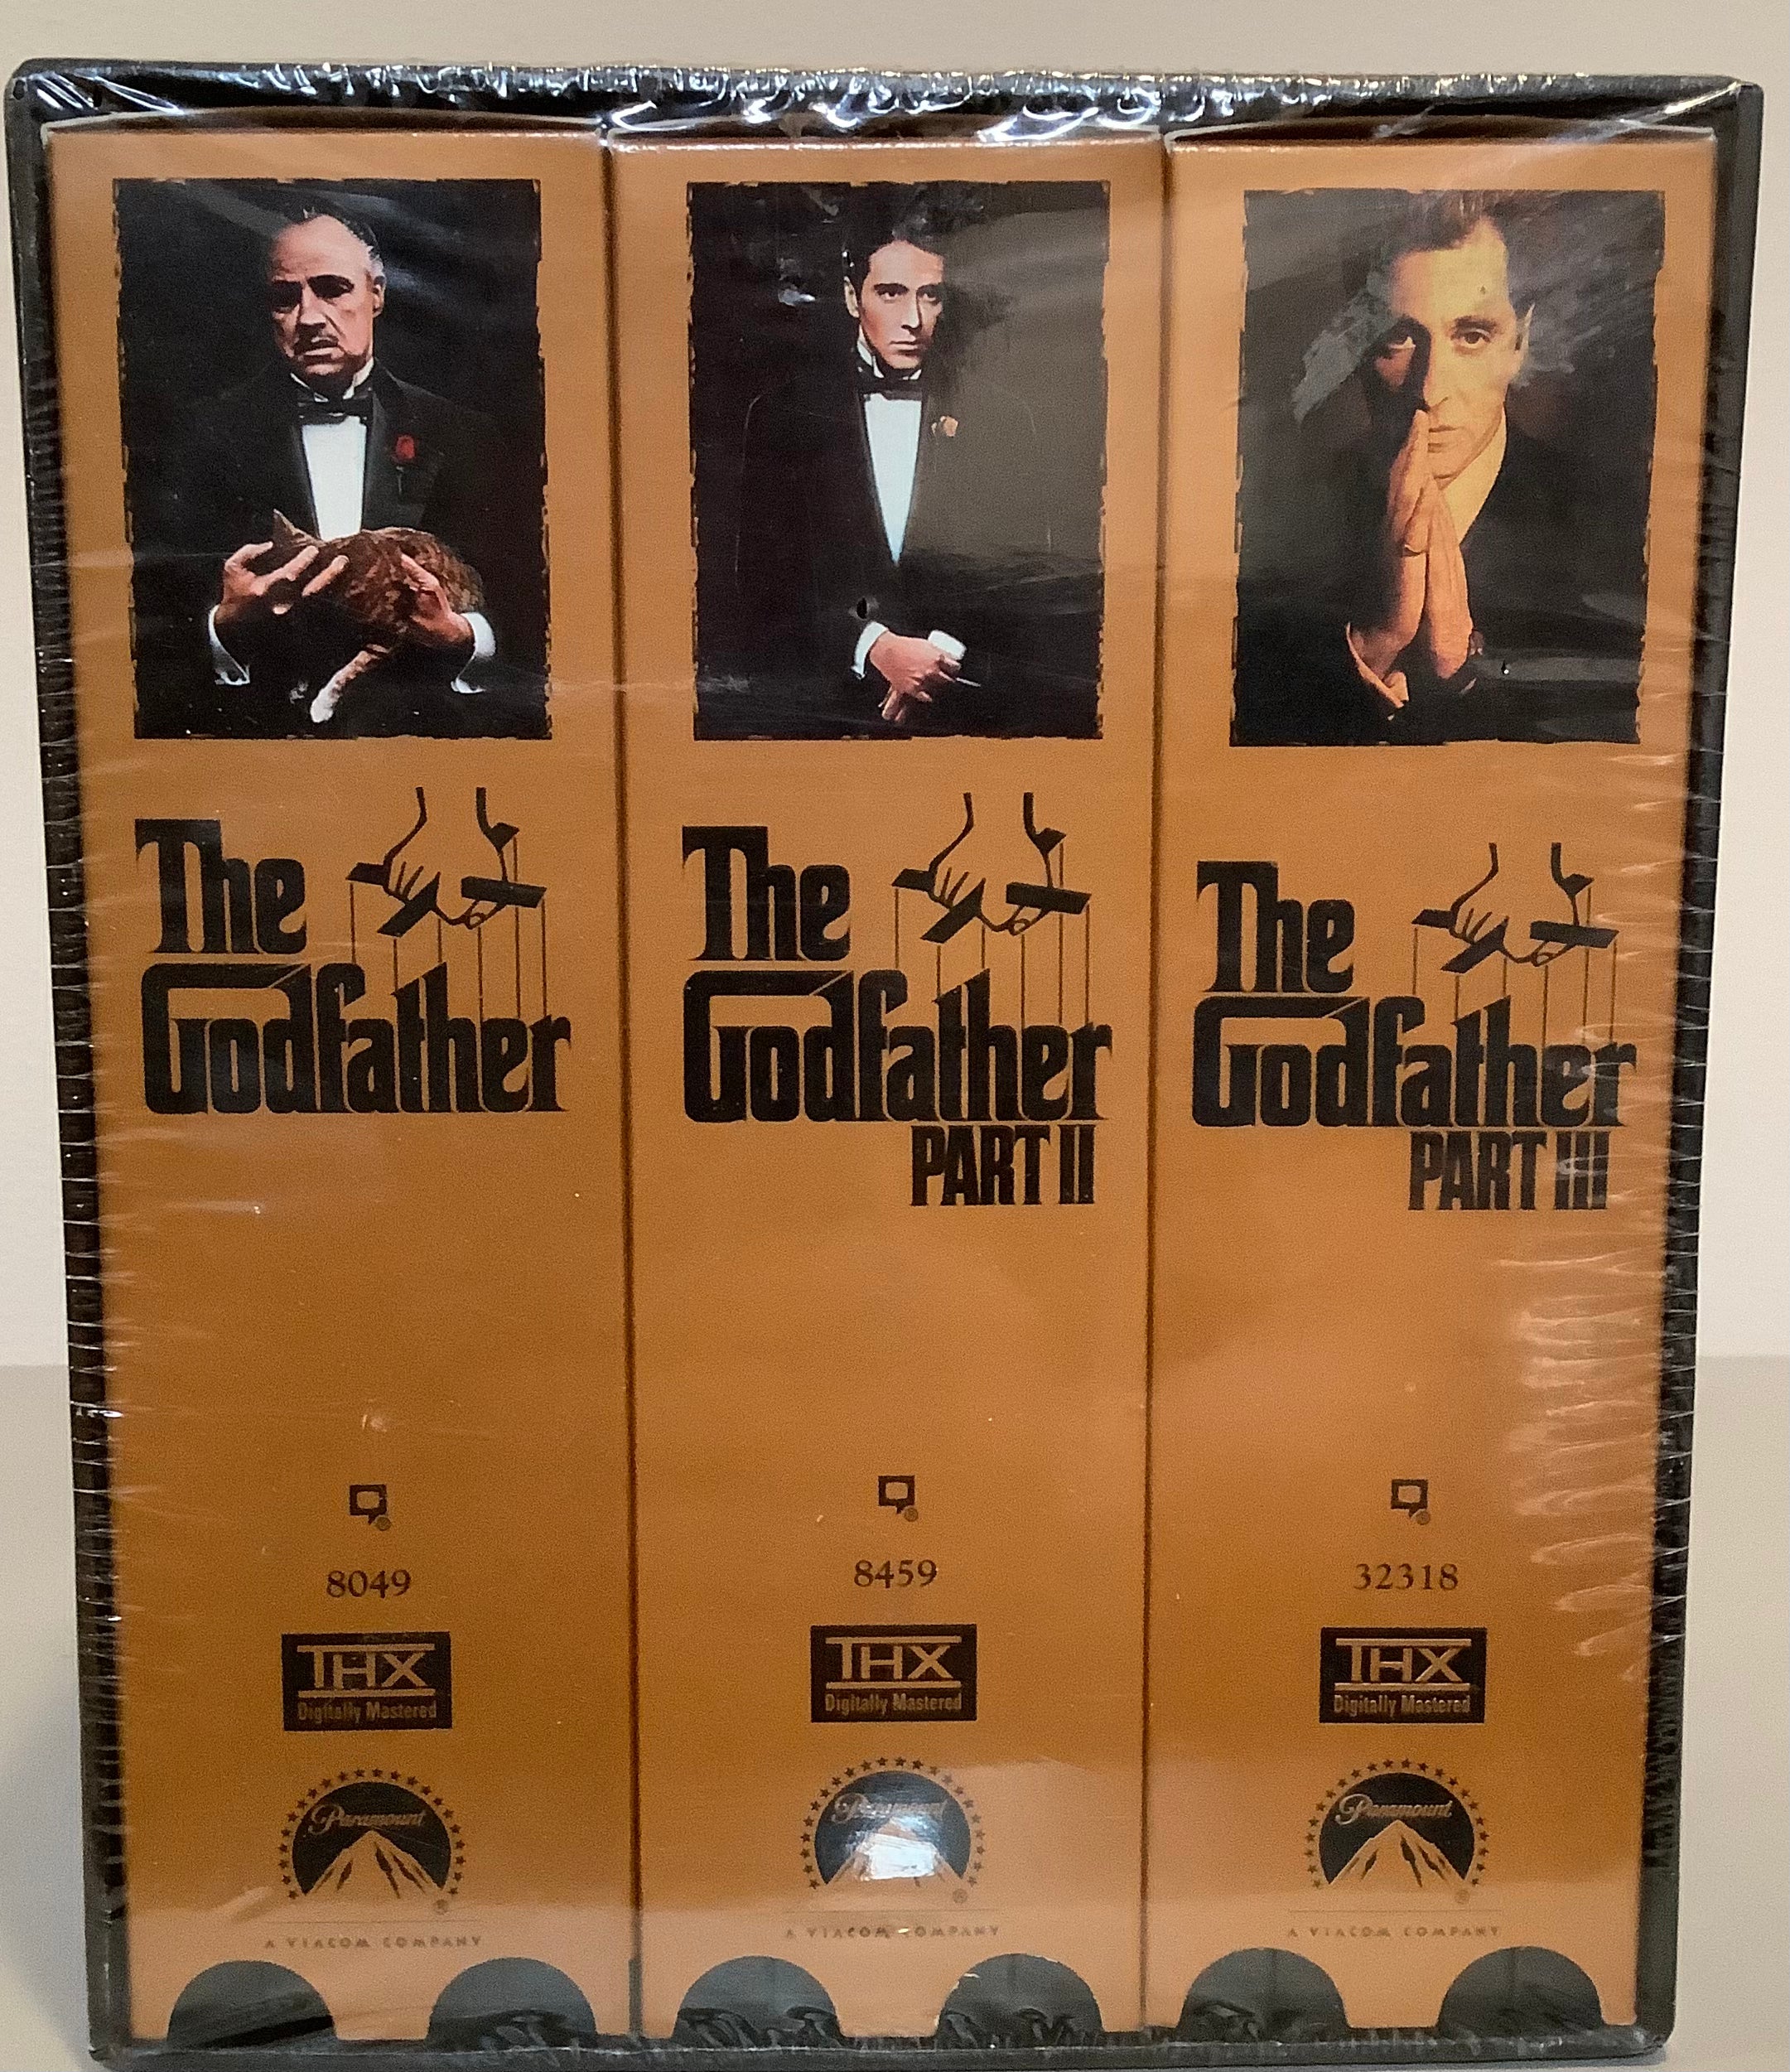 The
Godfather
8049
THX
Digitally Mastered
Paramount
®
A VIACOM COMPANY
The
Godfather
PART II
®
8459
THX
Digitally Mastered
Paramount
®
A VIACOM COMPANY
The
Godfather
PART III
®
32318
THX
Digitally Mastered
Paramount
®
A VIACOM COMPANY